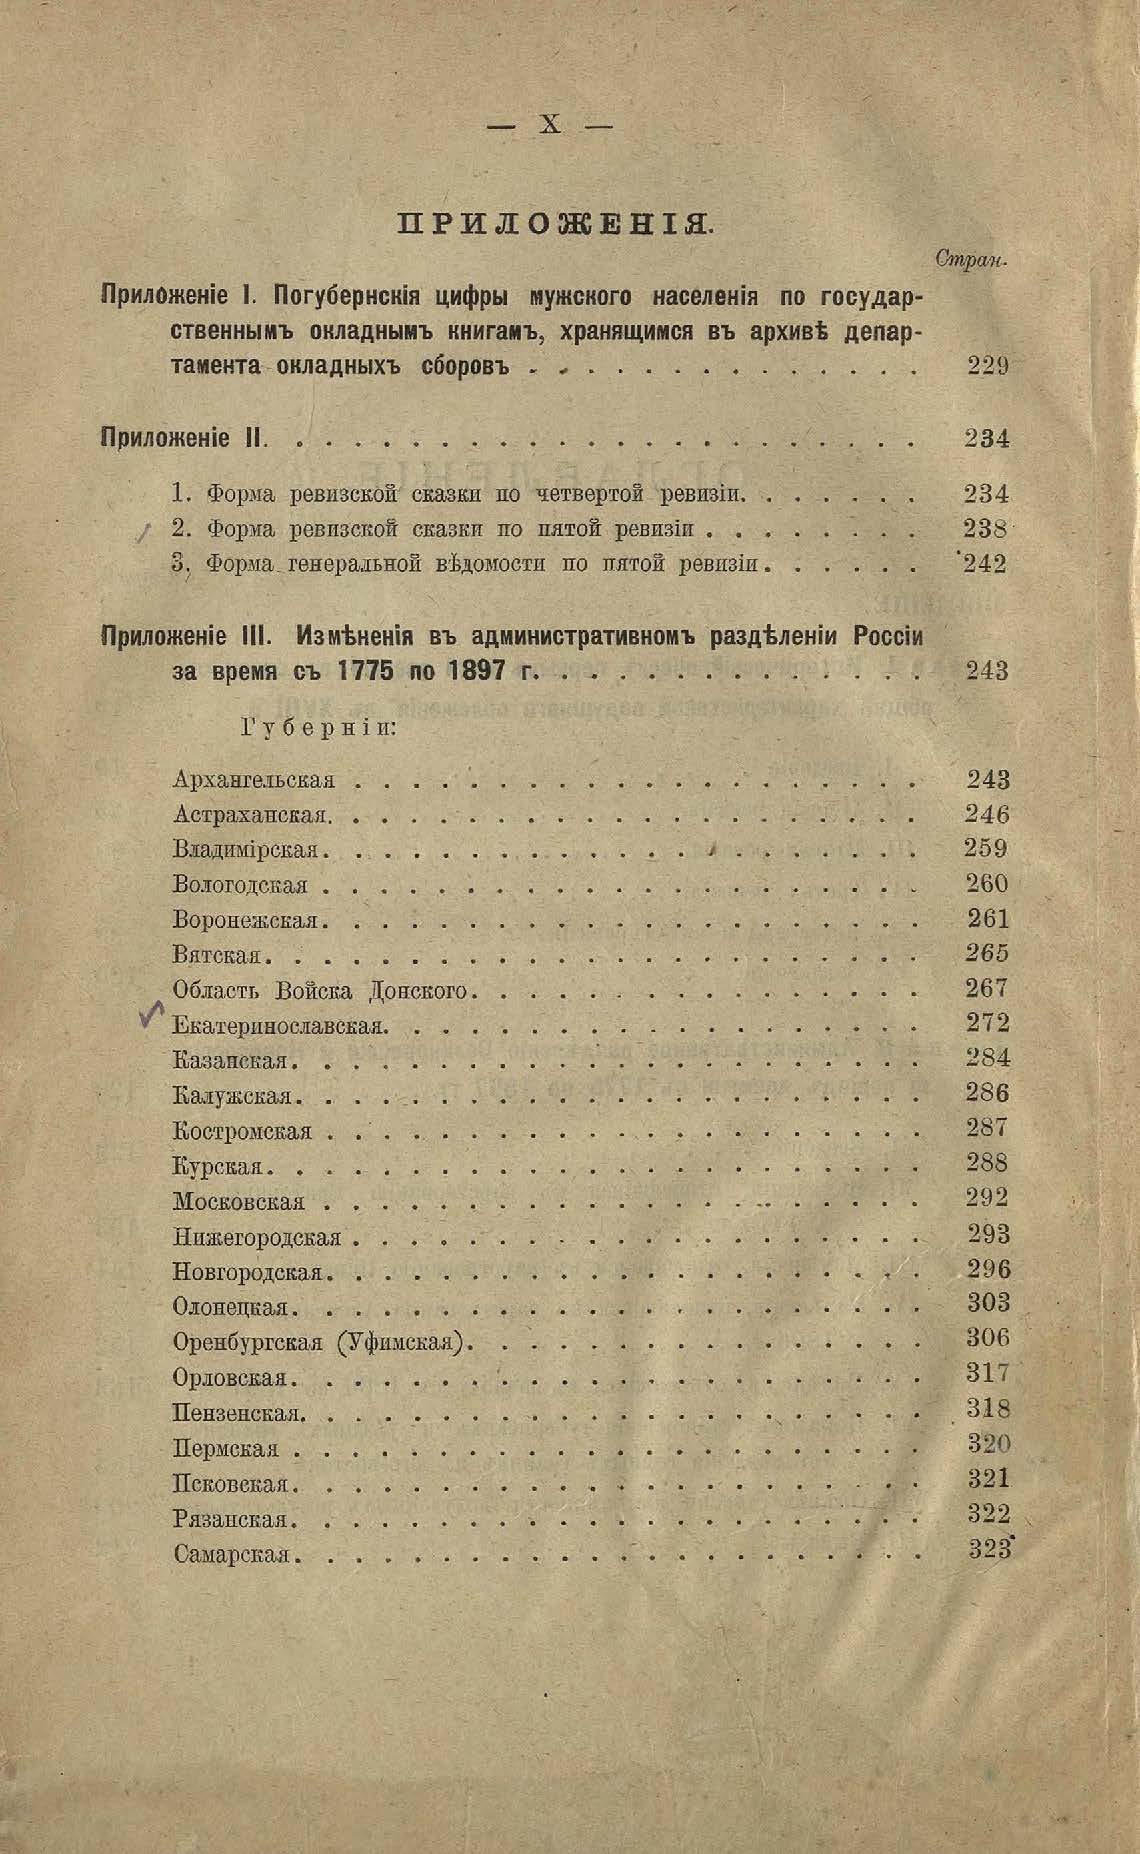 — X —
ПРИЛОЖЕНІЯ.
Стран.
Приложеніе I. Погубернскія цифры мужского населенія по государ-
ственнымъ окладнымъ книгамъ, хранящимся въ архивѣ депар-
тамента окладныхъ сборовъ . . . . . . . . . . . . . . 229
Приложеніе II. . . . . . . . . . . . . . . . . . . . . . . 234
1. Форма ревизской сказки по четвертой ревизіи. . . . . . . 234
2. Форма ревизской сказки по пятой ревизіи . . . . . . . . 238
3. Форма генеральной вѣдомости по пятой ревизіи. . . . . . 242
Приложеніе III. Измѣненія въ административномъ раздѣленіи Россіи
за время съ 1775 по 1897 г. . . . . . . . . . . . . . . 243
Губерніи:
Архангельская . . . . . . . . . . . . . . . . . . . . 243
Астраханская. . . . . . . . . . . . . . . . . . . . . 246
Владимірская. . . . . . . . . . . . . . . . . . . . . 259
Вологодская . . . . . . . . . . . . . . . . . . . . . 260
Воронежская. . . . . . . . . . . . . . . . . . . . . 261
Вятская. . . . . . . . . . . . . . . . . . . . . . . 265
Область Войска Донского. . . . . . . . . . . . . . . . 267
Екатеринославская. . . . . . . . . . . . . . . . . . . 272
Казанская. . . . . . . . . . . . . . . . . . . . . . 284
Калужская. . . . . . . . . . . . . . . . . . . . . . 286
Костромская . . . . . . . . . . . . . . . . . . . . . 287
Курская. . . . . . . . . . . . . . . . . . . . . . . 288
Московская . . . . . . . . . . . . . . . . . . . . . 292
Нижегородская . . . . . . . . . . . . . . . . . . . . 293
Новгородская. . . . . . . . . . . . . . . . . . . . . 296
Олонецкая. . . . . . . . . . . . . . . . . . . . . . 303
Оренбургская (Уфимская). . . . . . . . . . . . . . . . 306
Орловская. . . . . . . . . . . . . . . . . . . . . . 317
Пензенская. . . . . . . . . . . . . . . . . . . . . . 318
Пермская . . . . . . . . . . . . . . . . . . . . . . 320
Псковская. . . . . . . . . . . . . . . . . . . . . . 321
Рязанская. . . . . . . . . . . . . . . . . . . . . . 322
Самарская. . . . . . . . . . . . . . . . . . . . . . 323